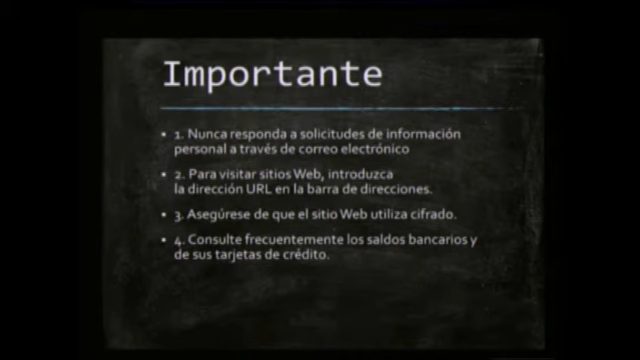 Importante
▪ 1. Nunca responda a solicitudes de información
personal a través de correo electrónico
▪ 2. Para visitar sitios Web, introduzca
la dirección URL en la barra de direcciones.
▪ 3. Asegúrese de que el sitio Web utiliza cifrado.
▪ 4. Consulte frecuentemente los saldos bancarios y
de sus tarjetas de crédito.